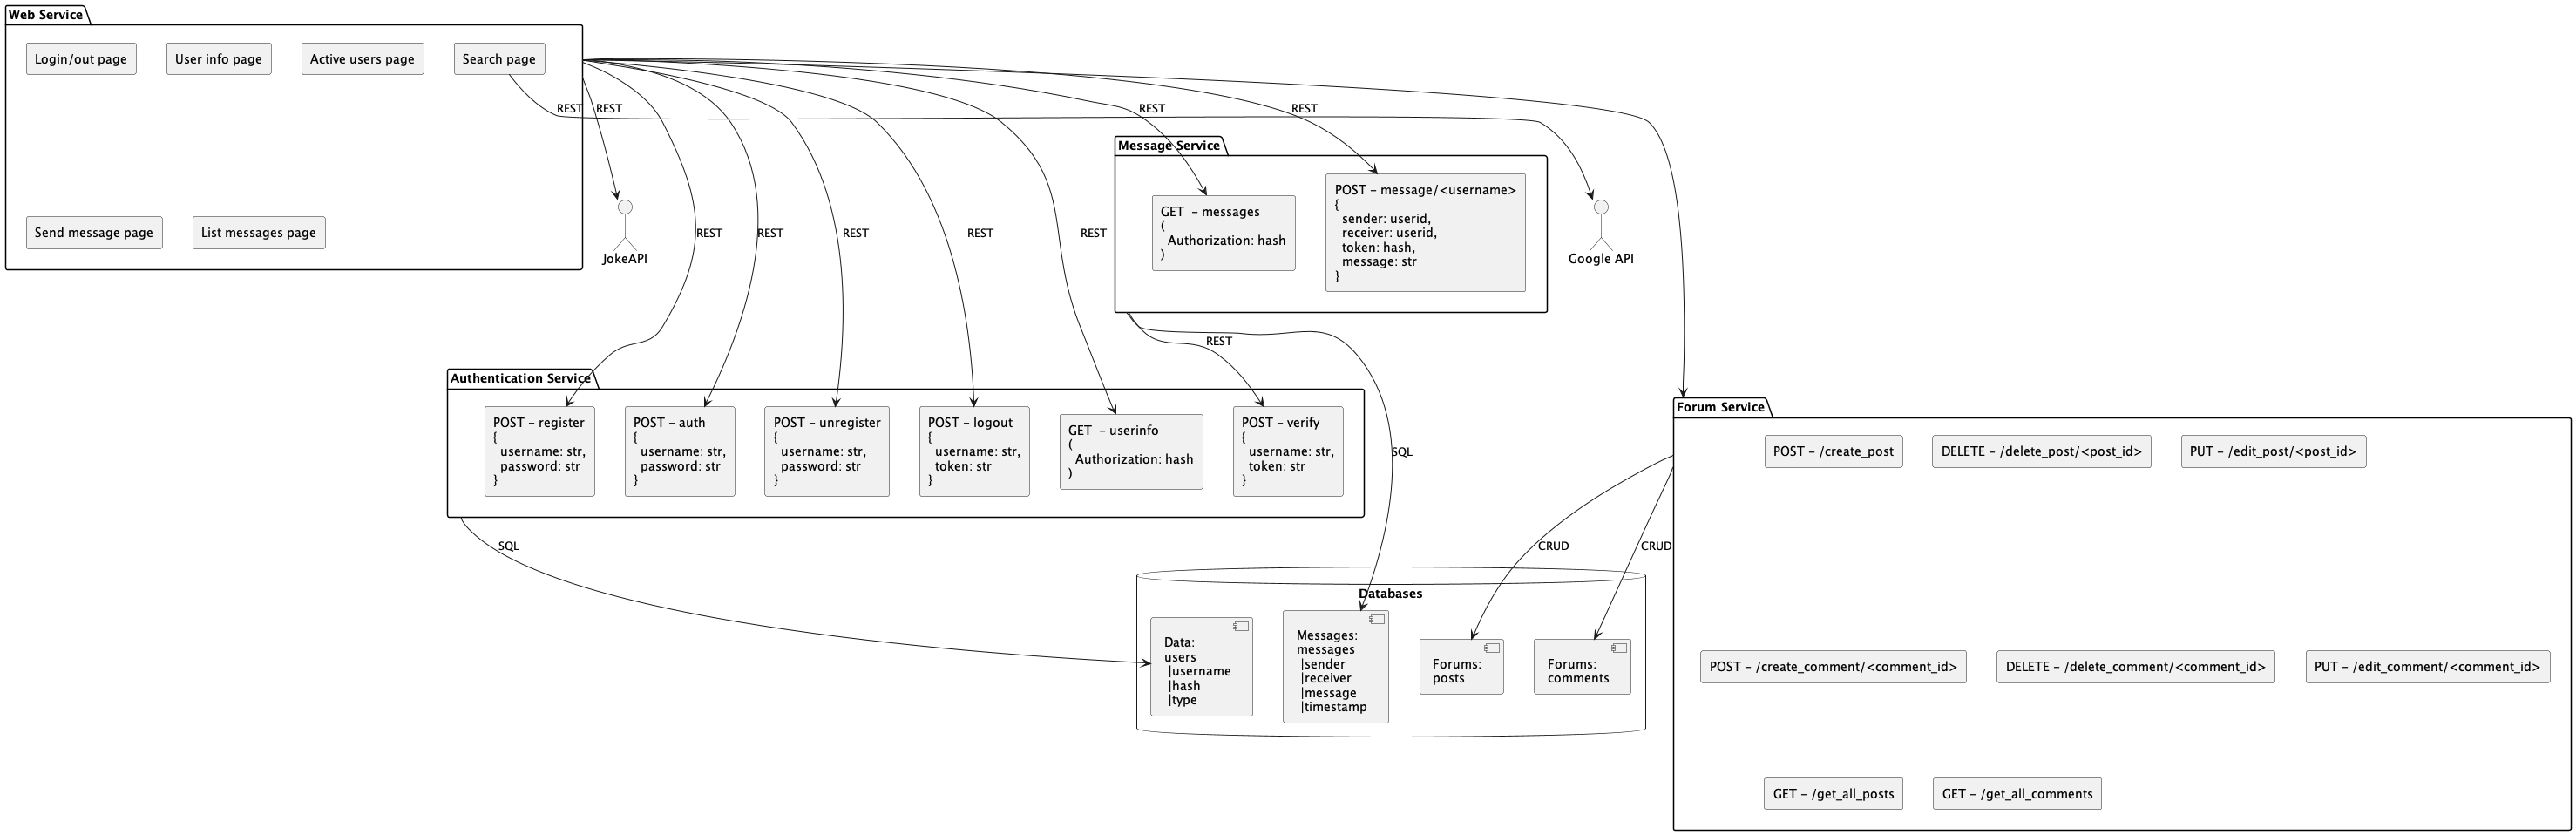 Web Service
Login/out page
User info page
Active users page
Search page
Send message page
List messages page
REST
REST
REST
REST
JokeAPI
Google API
Message Service
GET  – messages
(
  Authorization: hash
)
POST – message/<username>
{
  sender: userid,
  receiver: userid,
  token: hash,
  message: str
}
REST
REST
REST
REST
REST
REST
Authentication Service
POST – register
{
  username: str,
  password: str
}
POST – auth
{
  username: str,
  password: str
}
POST – unregister
{
  username: str,
  password: str
}
POST – logout
{
  username: str,
  token: str
}
GET  – userinfo
(
  Authorization: hash
)
POST – verify
{
  username: str,
  token: str
}
SQL
SQL
CRUD
CRUD
Forum Service
POST – /create_post
DELETE – /delete_post/<post_id>
PUT – /edit_post/<post_id>
POST – /create_comment/<comment_id>
DELETE – /delete_comment/<comment_id>
PUT – /edit_comment/<comment_id>
GET – /get_all_posts
GET – /get_all_comments
Databases
Data:
users
|username
|hash
|type
Messages:
messages
|sender
|receiver
|message
|timestamp
Forums:
posts
Forums:
comments